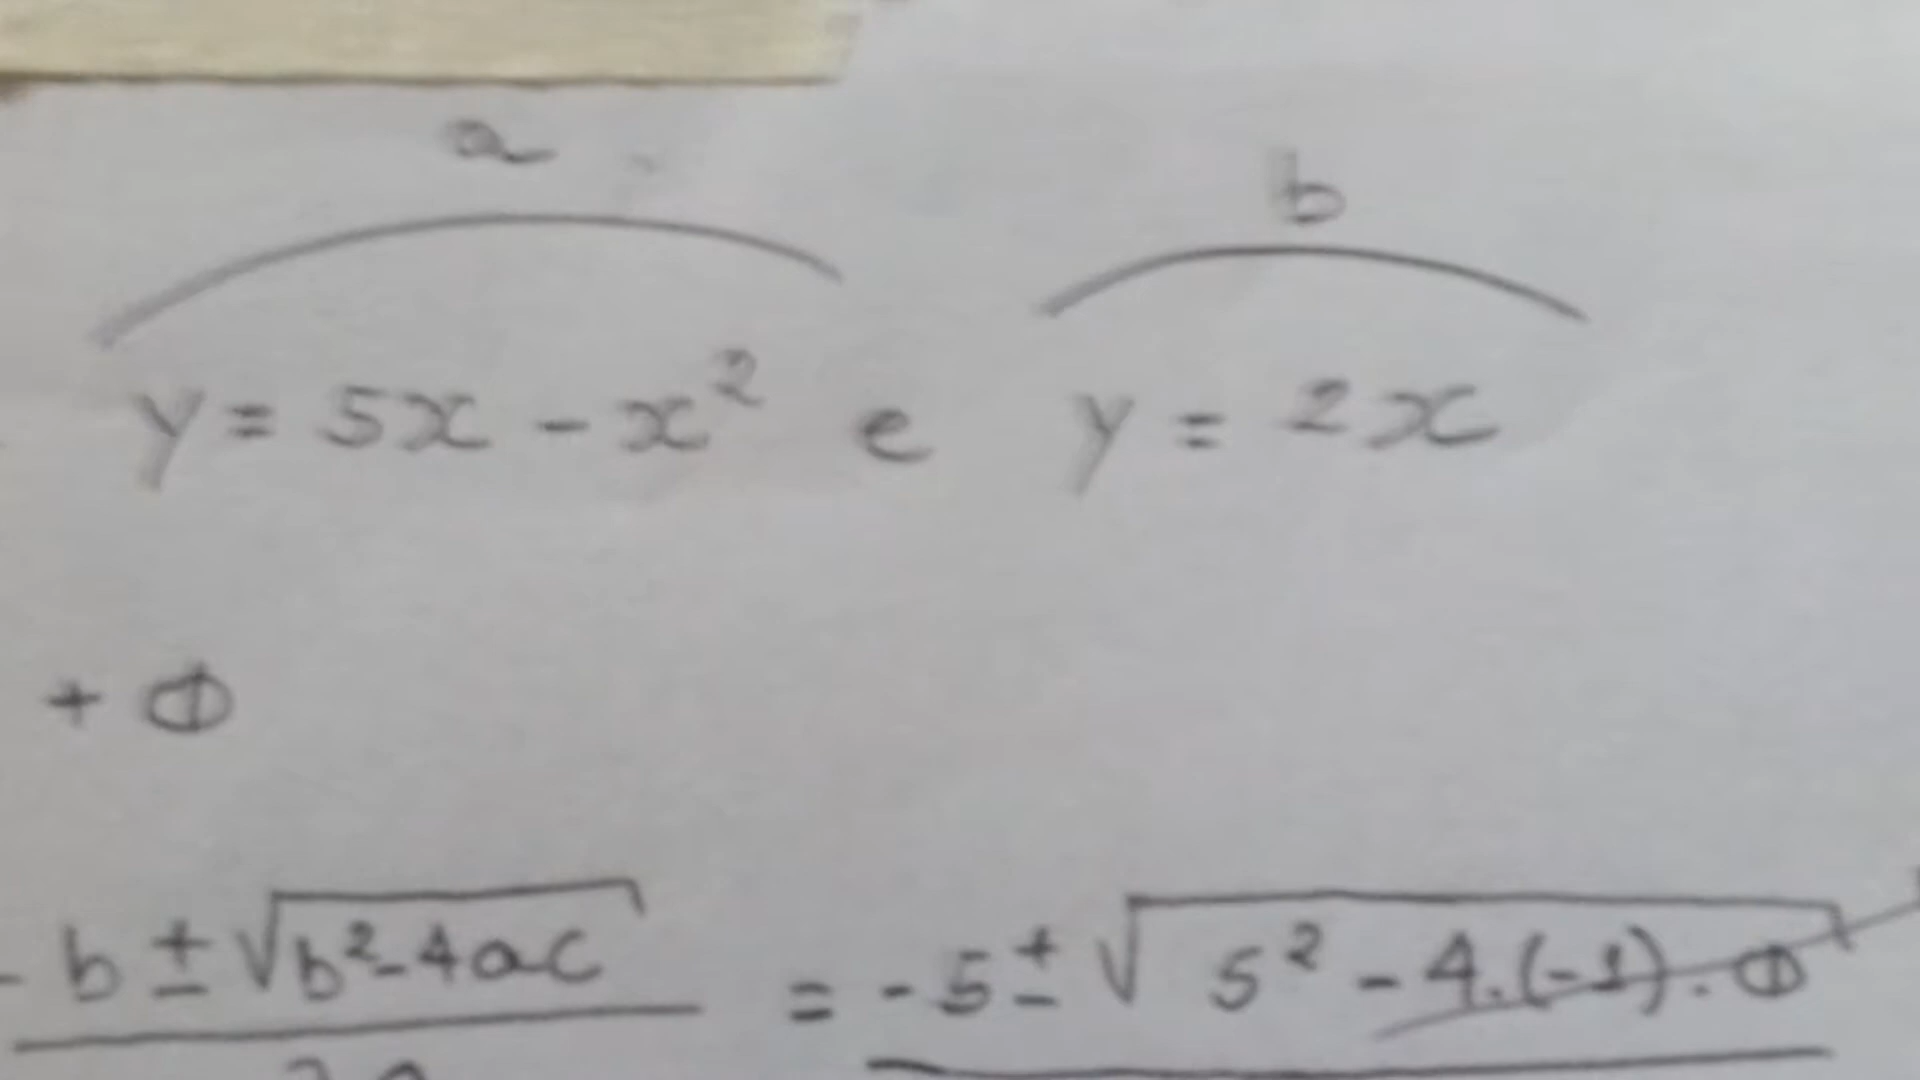 a b
y = 5x - x² e y = 2x
+ 0
- b ± √b² - 4ac = - 5 ± √5² - 4.(-1).0